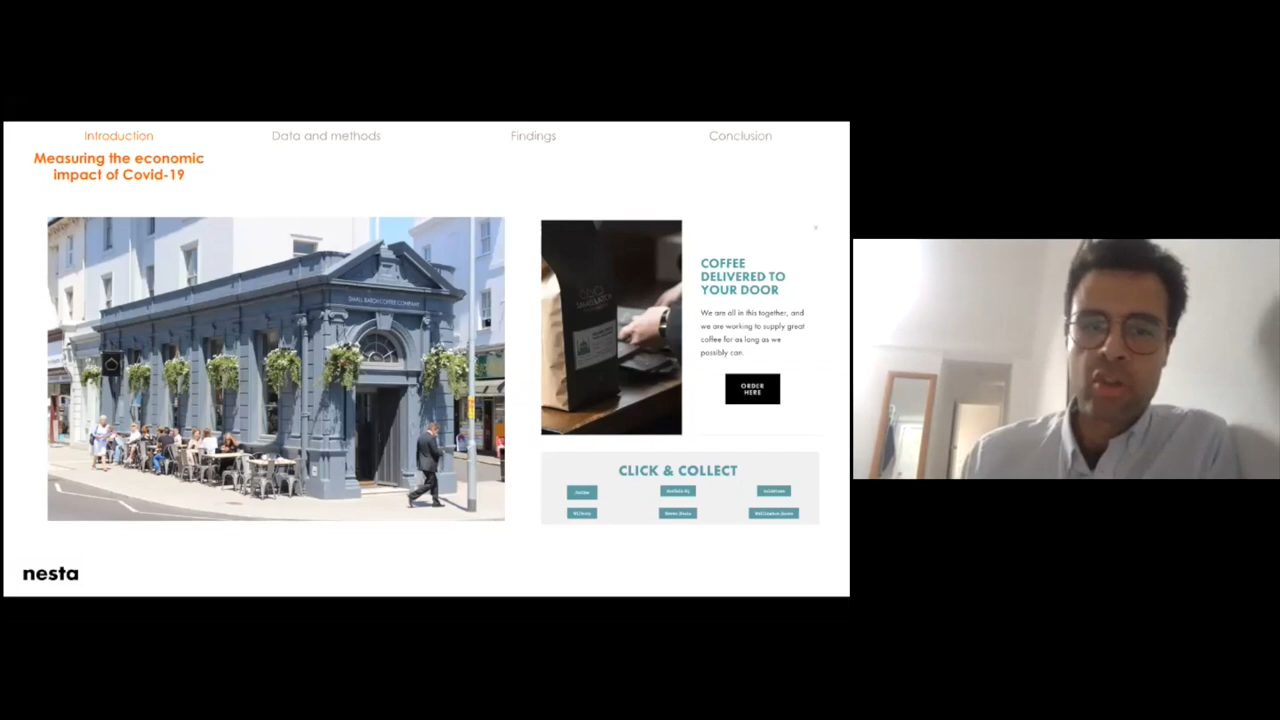 Introduction
Data and methods
Findings
Conclusion
Measuring the economic
impact of Covid-19
SMALL BATCH COFFEE COMPANY
COFFEE
DELIVERED TO
YOUR DOOR
We are all in this together, and
we are working to supply great
coffee for as long as we
possibly can.
ORDER
HERE
CLICK & COLLECT
nesta